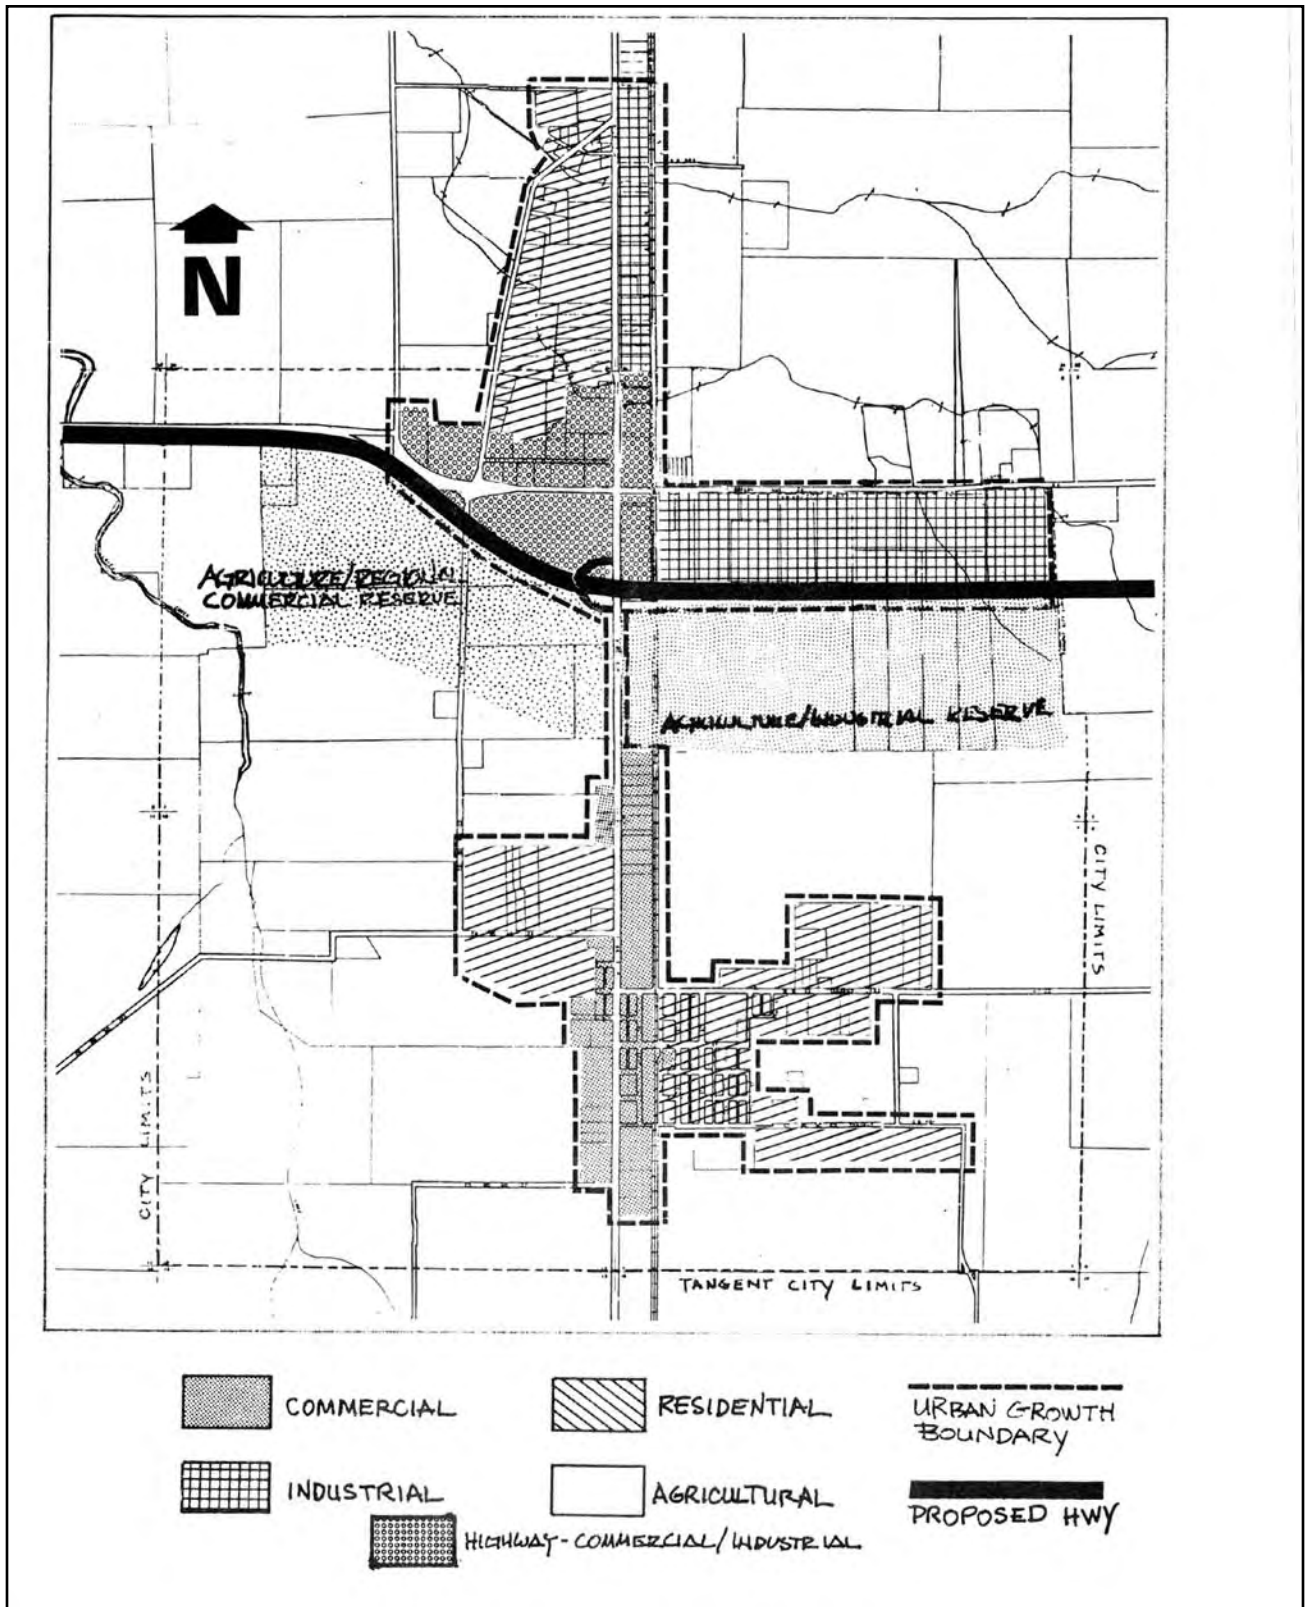 N
AGRICULTURE/REGIONAL
COMMERCIAL RESERVE
AGRICULTURE/INDUSTRIAL RESERVE
CITY LIMITS
CITY LIMITS
TANGENT CITY LIMITS
COMMERCIAL
RESIDENTIAL
URBAN GROWTH
BOUNDARY
INDUSTRIAL
AGRICULTURAL
PROPOSED HWY
HIGHWAY-COMMERCIAL/INDUSTRIAL